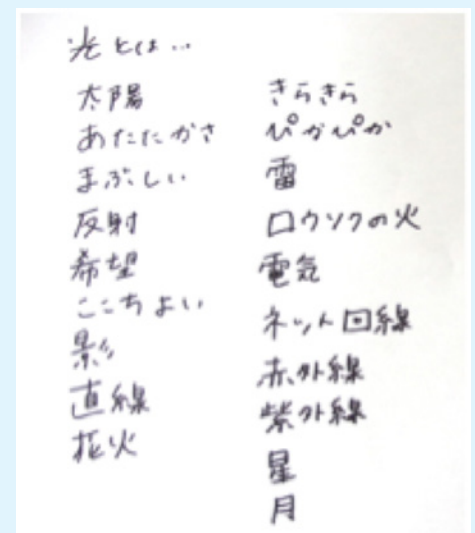 光とは…
太陽
あたたかさ
まぶしい
反射
希望
ここちよい
影
直線
花火
きらきら
ぴかぴか
雷
ロウソクの火
電気
ネット回線
赤外線
紫外線
星
月